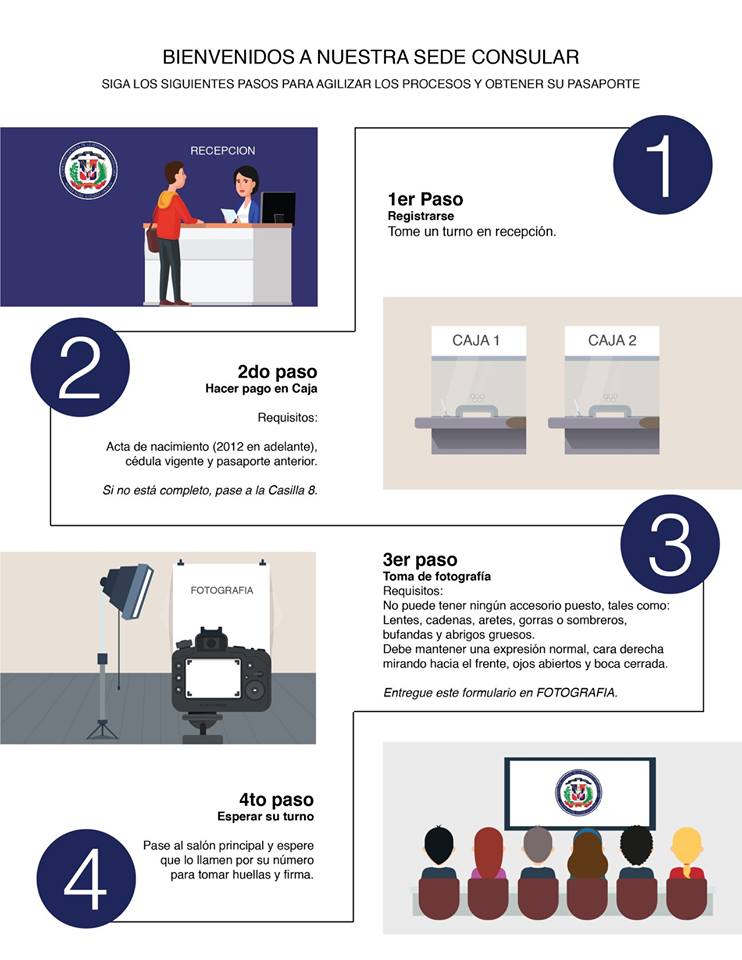 BIENVENIDOS A NUESTRA SEDE CONSULAR
SIGA LOS SIGUIENTES PASOS PARA AGILIZAR LOS PROCESOS Y OBTENER SU PASAPORTE
RECEPCION
1
1er Paso
Registrarse
Tome un turno en recepción.
2
2do paso
Hacer pago en Caja
Requisitos:
Acta de nacimiento (2012 en adelante),
cédula vigente y pasaporte anterior.
Si no está completo, pase a la Casilla 8.
CAJA 1
CAJA 2
3
3er paso
Toma de fotografía
Requisitos:
No puede tener ningún accesorio puesto, tales como:
Lentes, cadenas, aretes, gorras o sombreros,
bufandas y abrigos gruesos.
Debe mantener una expresión normal, cara derecha
mirando hacia el frente, ojos abiertos y boca cerrada.
Entregue este formulario en FOTOGRAFIA.
FOTOGRAFIA
4
4to paso
Esperar su turno
Pase al salón principal y espere
que lo llamen por su número
para tomar huellas y firma.